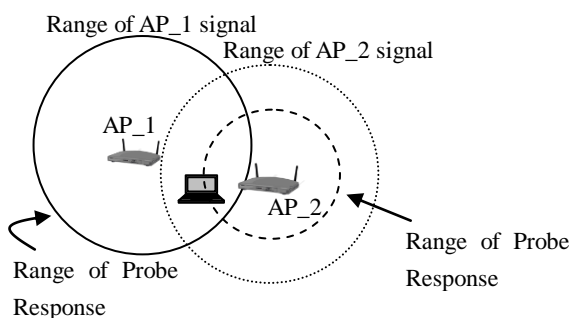 Range of AP_1 signal
Range of AP_2 signal
AP_1
AP_2
Range of Probe
Response
Range of Probe
Response